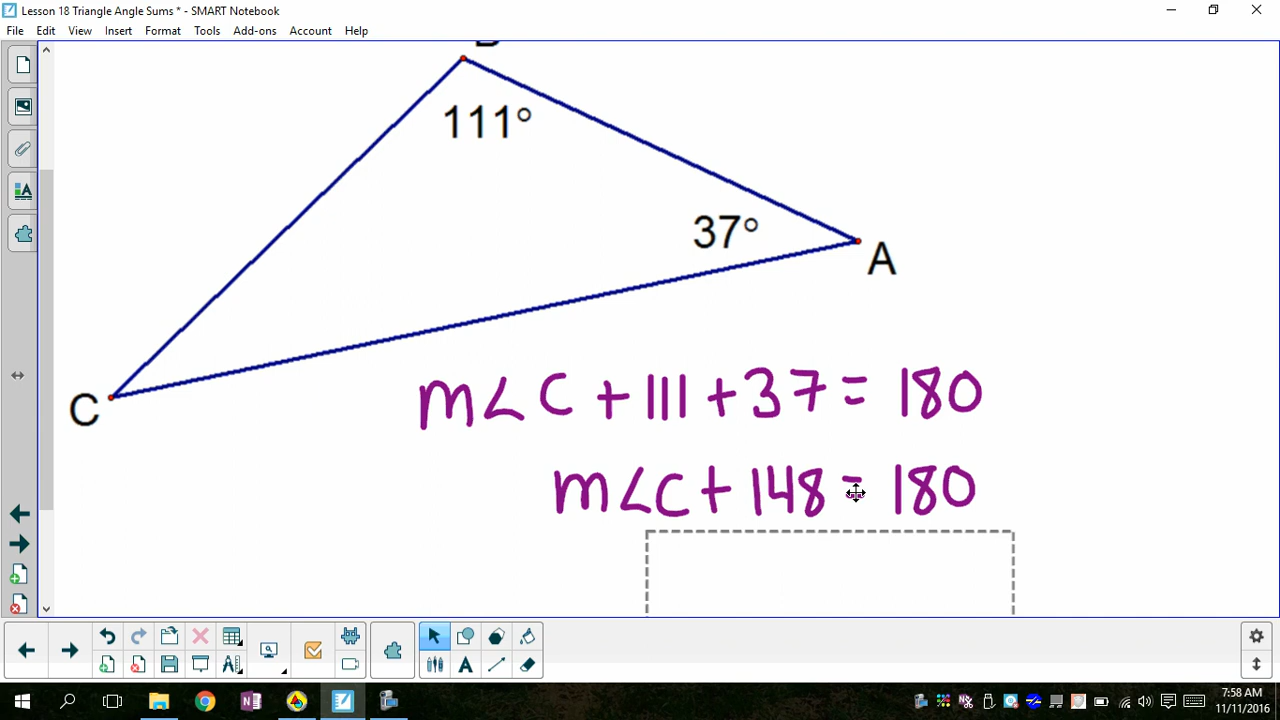 Lesson 18 Triangle Angle Sums * - SMART Notebook
File Edit View Insert Format Tools Add-ons Account Help
111°
37°
A
C
m∠C + 111 + 37 = 180
m∠C + 148 = 180
7:58 AM
11/11/2016